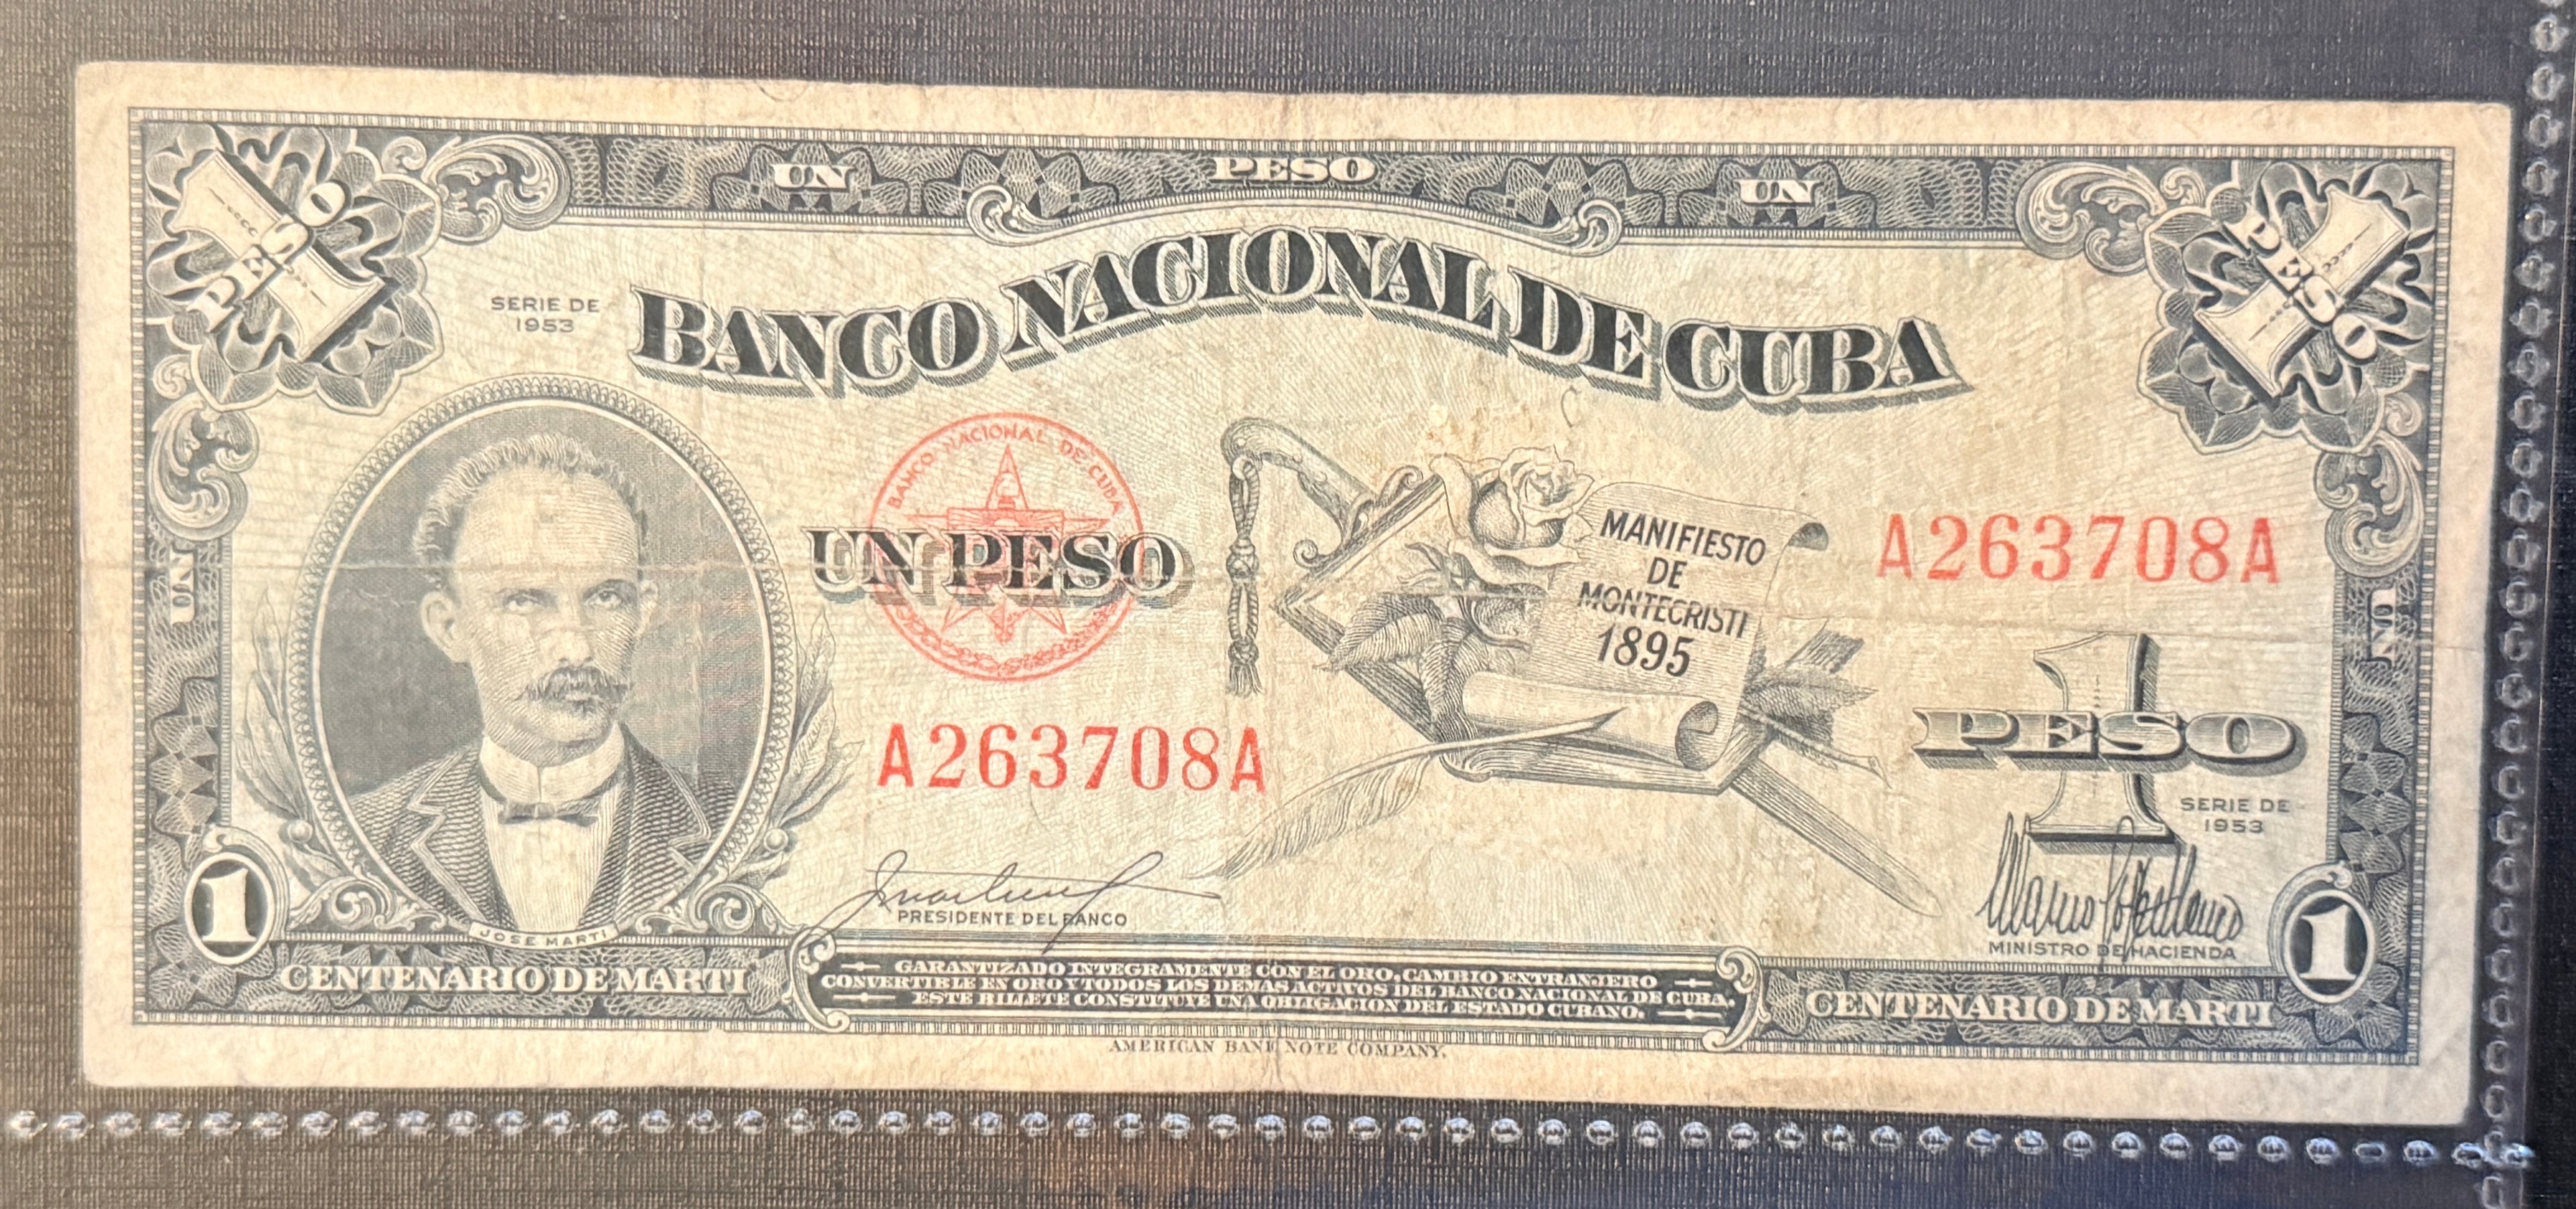 UN PESO UN
1 PESO
1 PESO
SERIE DE
1953
BANCO NACIONAL DE CUBA
BANCO NACIONAL DE CUBA
UN PESO
MANIFIESTO
DE
MONTECRISTI
1895
A263708A
UN
UN
1
PESO
A263708A
SERIE DE
1953
PRESIDENTE DEL BANCO
MINISTRO DE HACIENDA
1
JOSE MARTI
1
CENTENARIO DE MARTI
GARANTIZADO INTEGRAMENTE CON EL ORO, CAMBIO EXTRANJERO
CONVERTIBLE EN ORO Y TODOS LOS DEMAS ACTIVOS DEL BANCO NACIONAL DE CUBA.
ESTE BILLETE CONSTITUYE UNA OBLIGACION DEL ESTADO CUBANO.
CENTENARIO DE MARTI
AMERICAN BANK NOTE COMPANY.